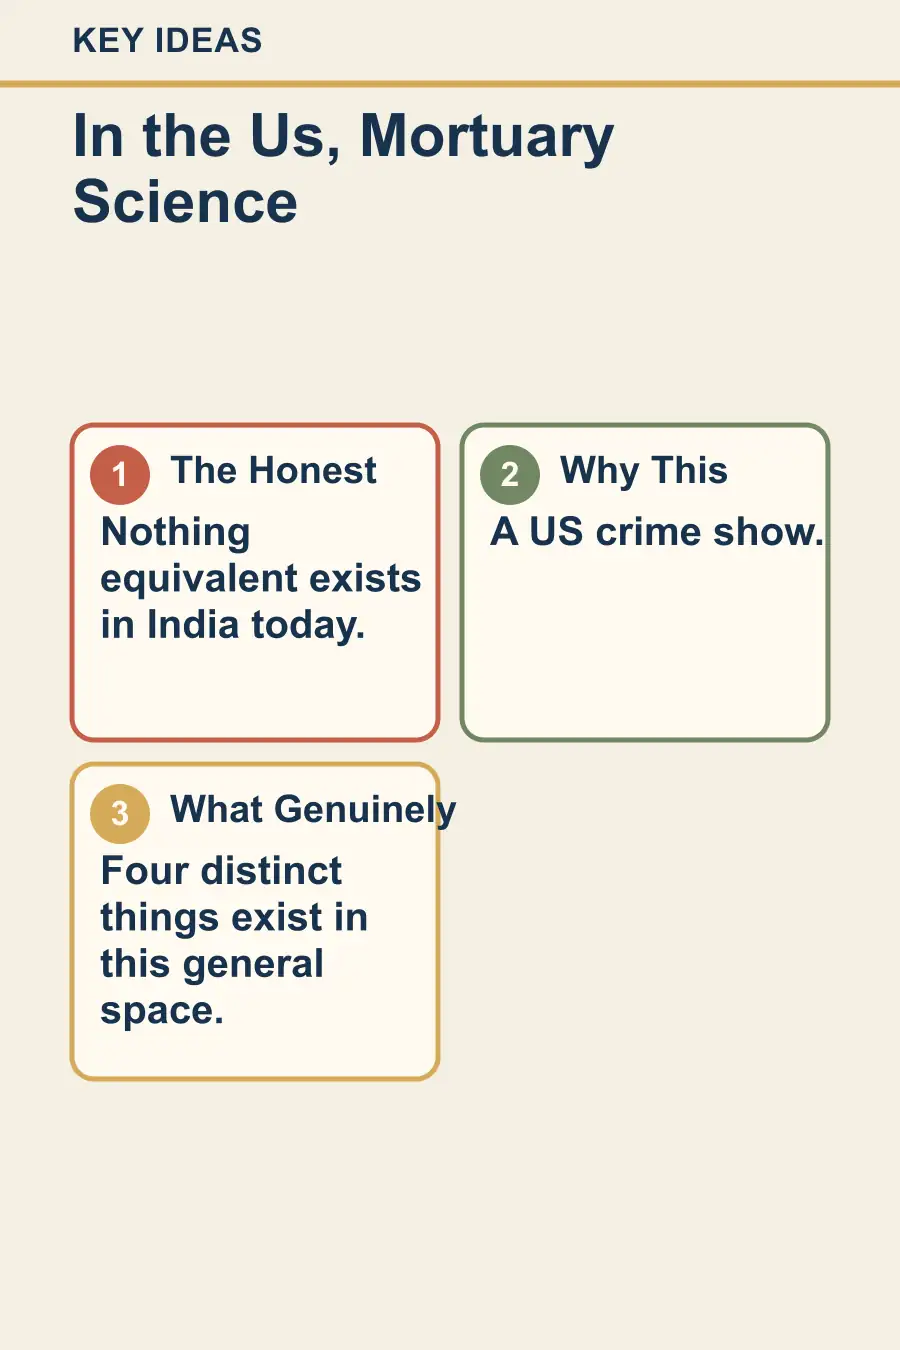 KEY IDEAS
In the Us, Mortuary
Science
1 The Honest
Nothing
equivalent exists
in India today.
2 Why This
A US crime show.
3 What Genuinely
Four distinct
things exist in
this general
space.